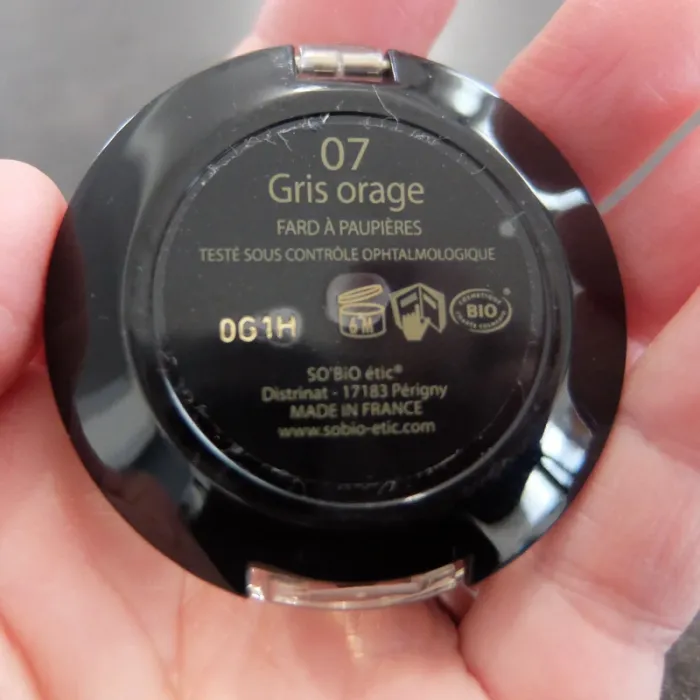 07
Gris orage
FARD À PAUPIÈRES
TESTÉ SOUS CONTRÔLE OPHTALMOLOGIQUE
0G1H
6M
BIO
SO'BiO étic®
Distrinat - 17183 Périgny
MADE IN FRANCE
www.sobio-etic.com